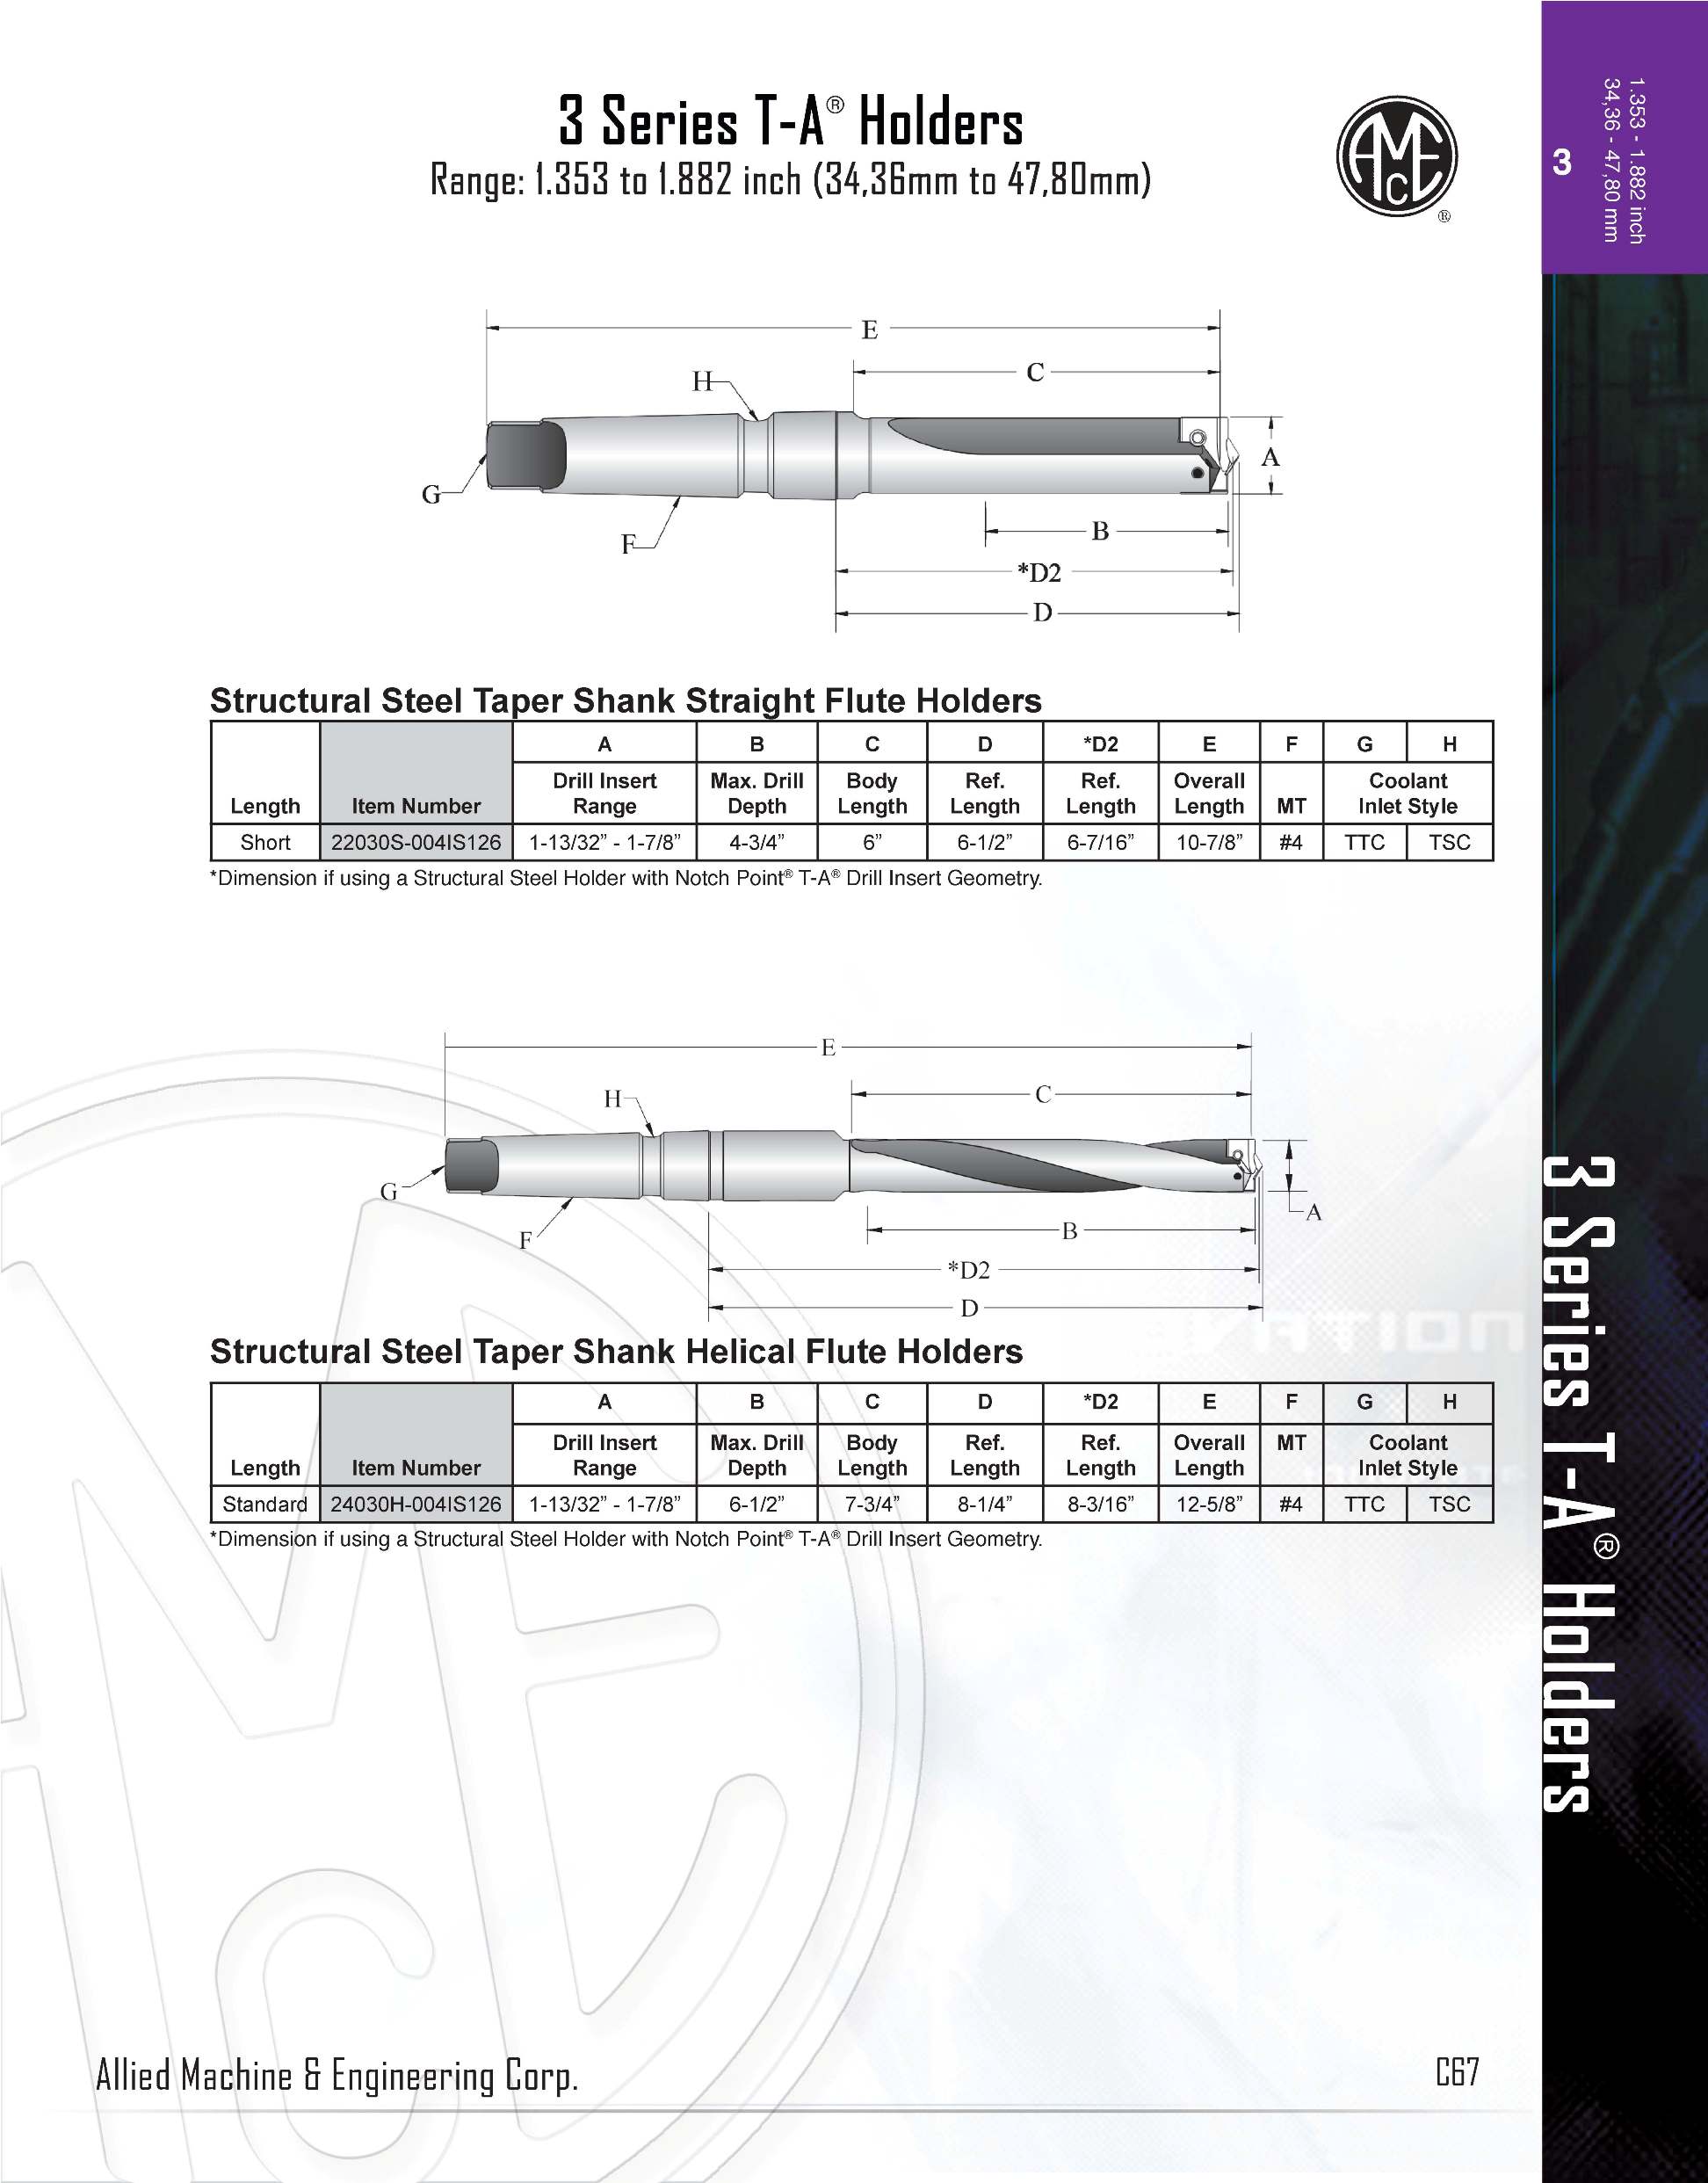 3 Series T-A® Holders
Range: 1.353 to 1.882 inch (34,36mm to 47,80mm)
AMEC
®
3
1.353 - 1.882 inch
34,36 - 47,80 mm
E
C
H
A
G
B
F
*D2
D
Structural Steel Taper Shank Straight Flute Holders
A B C D *D2 E F G H
Length Item Number Drill Insert Range Max. Drill Depth Body Length Ref. Length Ref. Length Overall Length MT Coolant Inlet Style
Short 22030S-004IS126 1-13/32” - 1-7/8” 4-3/4” 6” 6-1/2” 6-7/16” 10-7/8” #4 TTC TSC
*Dimension if using a Structural Steel Holder with Notch Point® T-A® Drill Insert Geometry.
E
C
H
G
A
B
F
*D2
D
Structural Steel Taper Shank Helical Flute Holders
A B C D *D2 E F G H
Length Item Number Drill Insert Range Max. Drill Depth Body Length Ref. Length Ref. Length Overall Length MT Coolant Inlet Style
Standard 24030H-004IS126 1-13/32” - 1-7/8” 6-1/2” 7-3/4” 8-1/4” 8-3/16” 12-5/8” #4 TTC TSC
*Dimension if using a Structural Steel Holder with Notch Point® T-A® Drill Insert Geometry.
3 Series T-A® Holders
Allied Machine & Engineering Corp.
C67